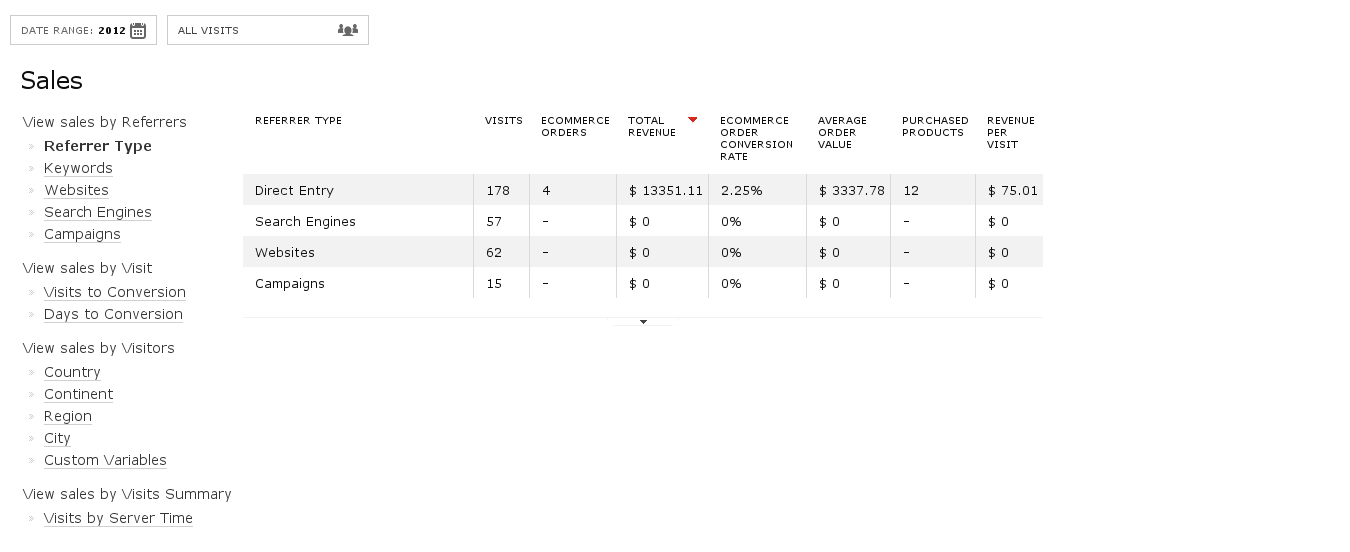 DATE RANGE: 2012
ALL VISITS
Sales
View sales by Referrers
» Referrer Type
» Keywords
» Websites
» Search Engines
» Campaigns
View sales by Visit
» Visits to Conversion
» Days to Conversion
View sales by Visitors
» Country
» Continent
» Region
» City
» Custom Variables
View sales by Visits Summary
» Visits by Server Time
REFERRER TYPE VISITS ECOMMERCE ORDERS TOTAL REVENUE ECOMMERCE ORDER CONVERSION RATE AVERAGE ORDER VALUE PURCHASED PRODUCTS REVENUE PER VISIT
Direct Entry 178 4 $ 13351.11 2.25% $ 3337.78 12 $ 75.01
Search Engines 57 - $ 0 0% $ 0 - $ 0
Websites 62 - $ 0 0% $ 0 - $ 0
Campaigns 15 - $ 0 0% $ 0 - $ 0